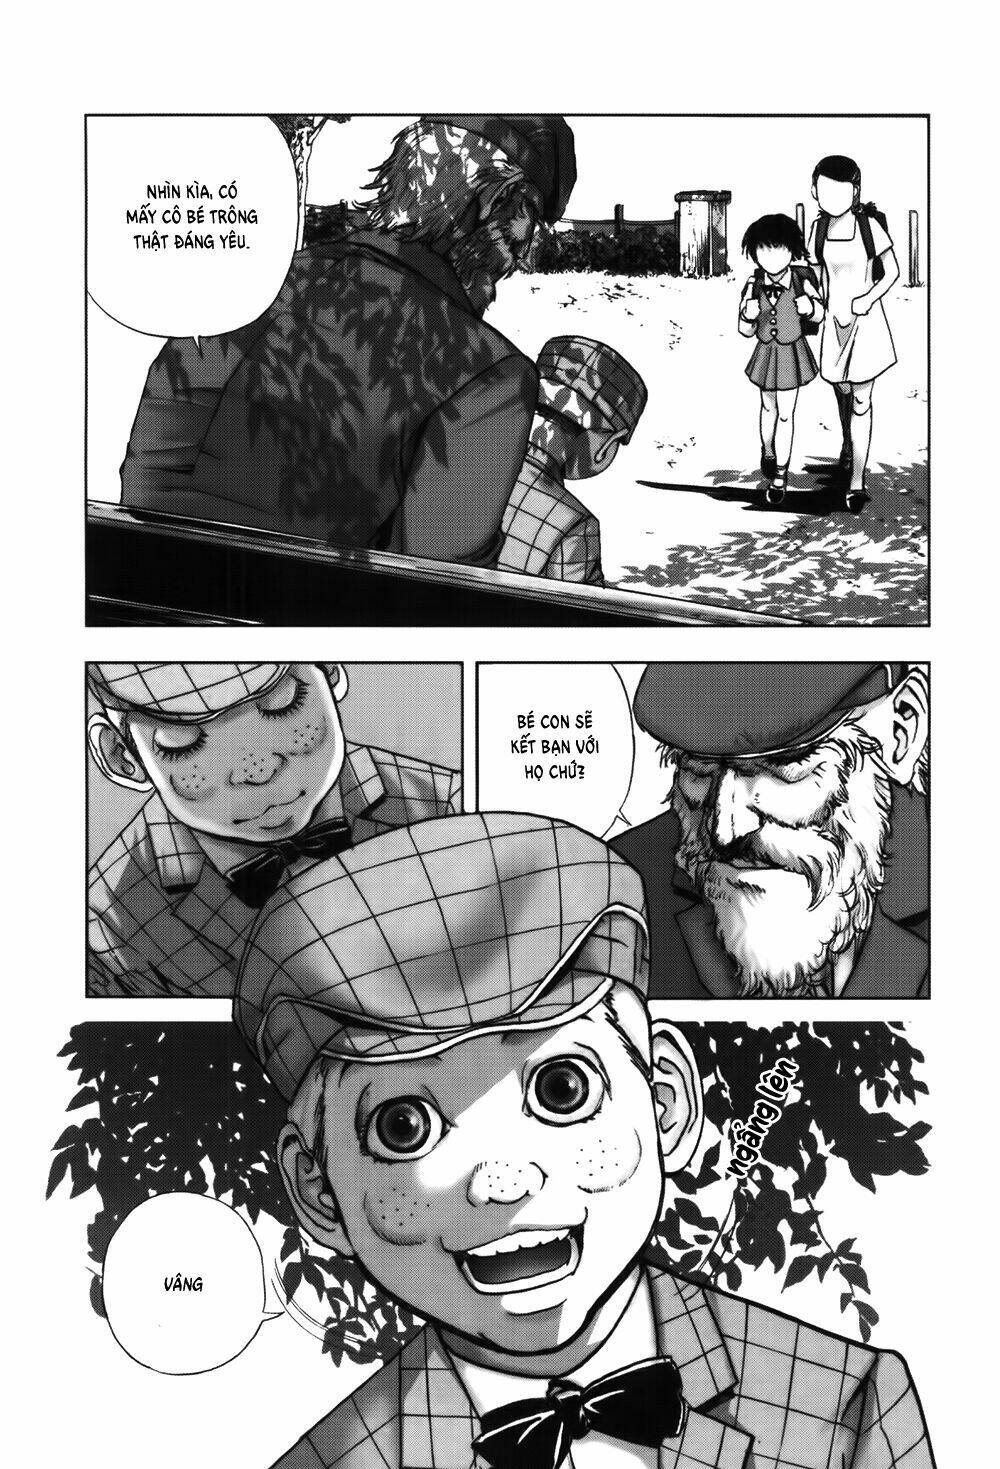 NHÌN KÌA, CÓ
MẤY CÔ BÉ TRÔNG
THẬT ĐÁNG YÊU.
BÉ CON SẼ
KẾT BẠN VỚI
HỌ CHỨ?
ngẩng lên
VÂNG